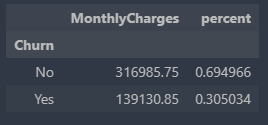 MonthlyCharges percent
Churn
No 316985.75 0.694966
Yes 139130.85 0.305034